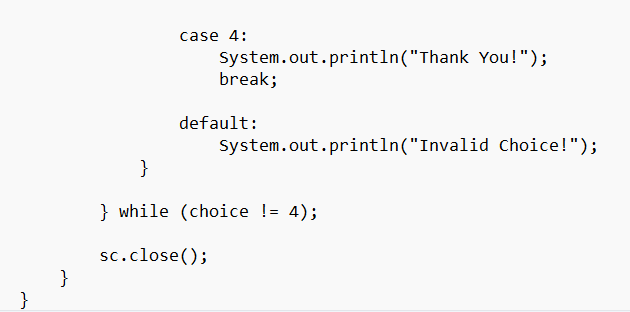 case 4:
System.out.println("Thank You!");
break;
default:
System.out.println("Invalid Choice!");
}
} while (choice != 4);
sc.close();
}
}